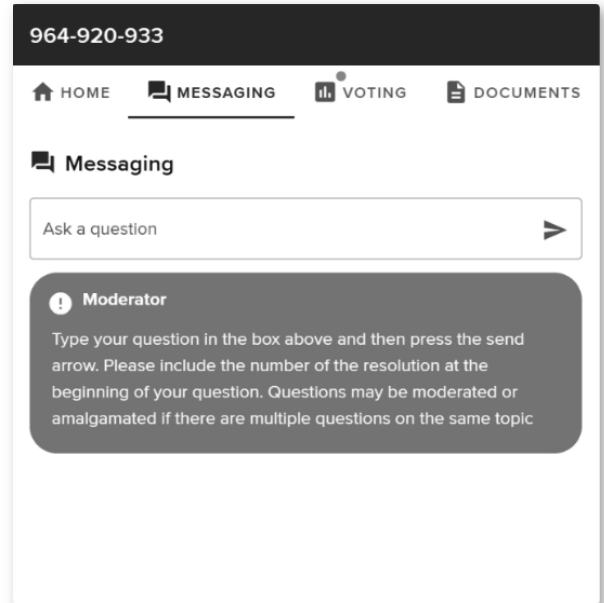 964-920-933
HOME MESSAGING VOTING DOCUMENTS
Messaging
Ask a question
Moderator
Type your question in the box above and then press the send
arrow. Please include the number of the resolution at the
beginning of your question. Questions may be moderated or
amalgamated if there are multiple questions on the same topic